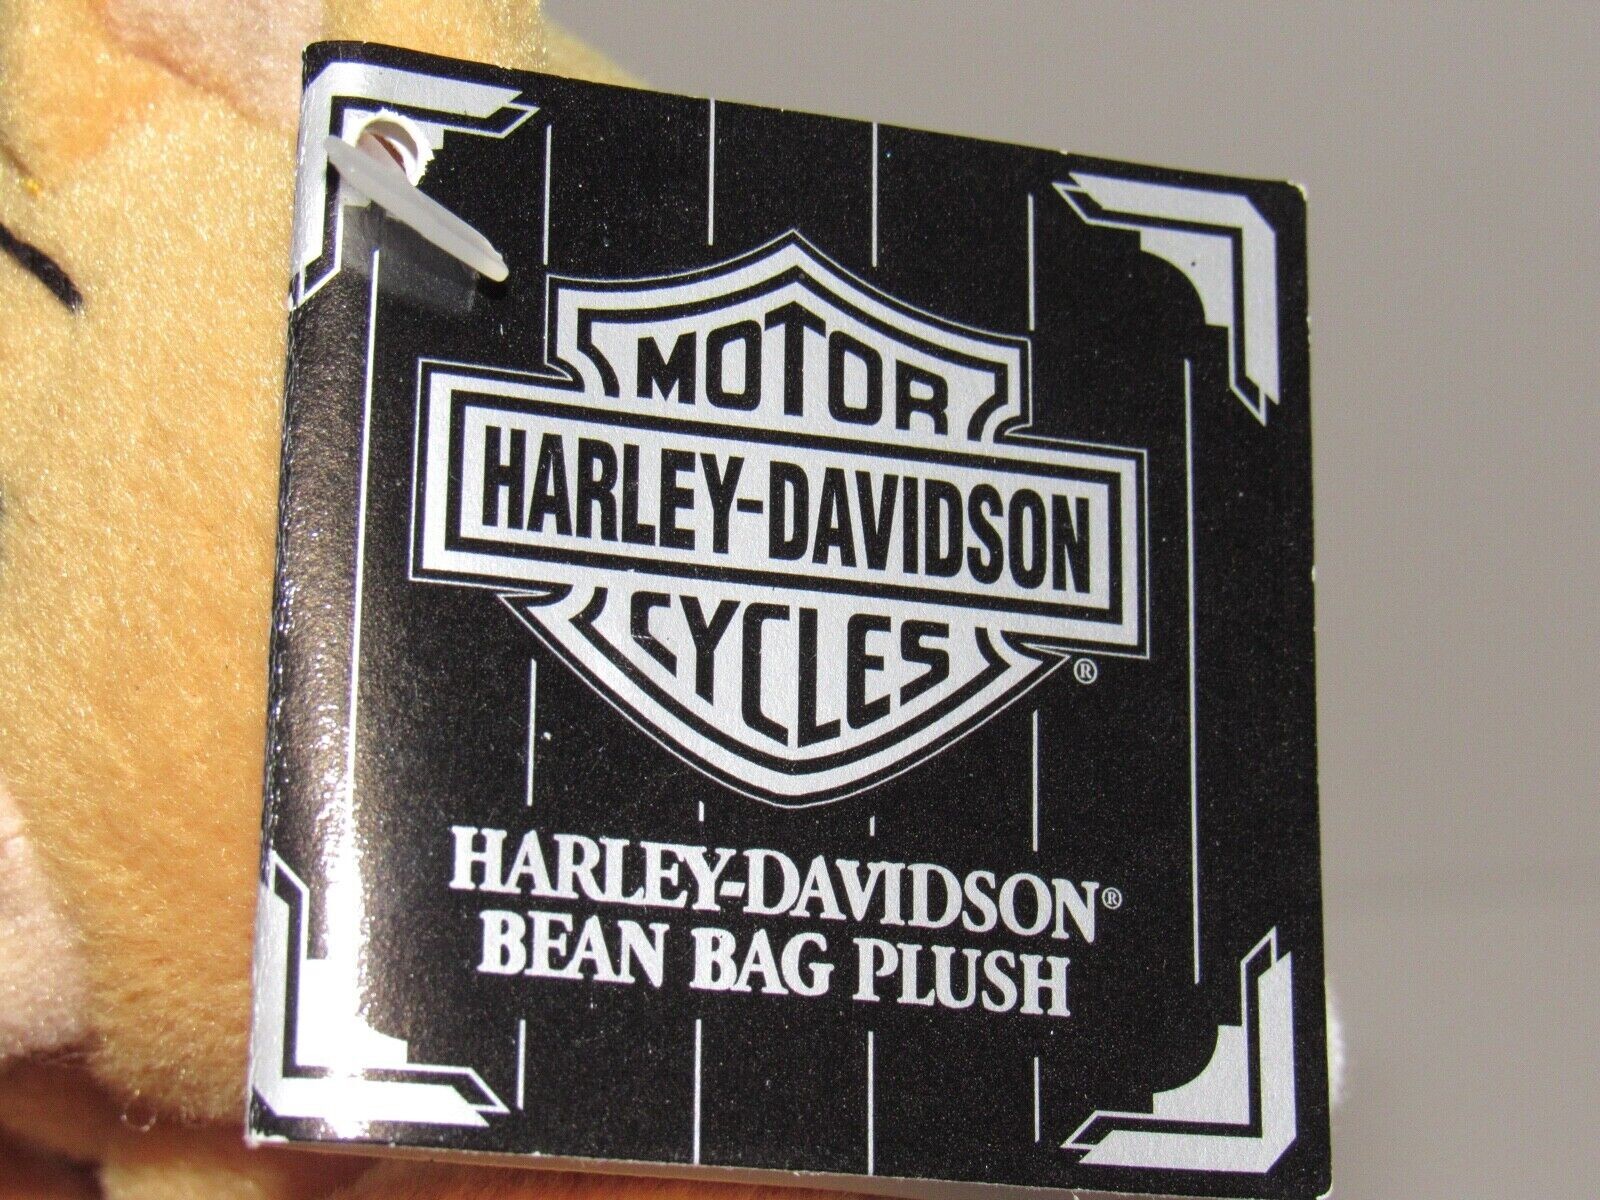 MOTOR
HARLEY-DAVIDSON
CYCLES
®
HARLEY-DAVIDSON®
BEAN BAG PLUSH